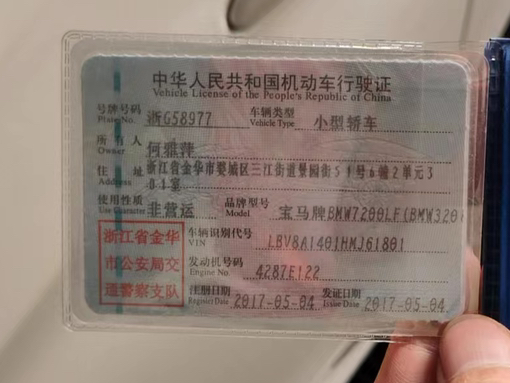 中华人民共和国机动车行驶证
Vehicle License of the People's Republic of China
号牌号码 Plate No. 浙G58977 车辆类型 Vehicle Type 小型轿车
所有人 Owner 何雅萍
住址 Address 浙江省金华市婺城区三江街道景园街51号6幢2单元3
01室
使用性质 Use Character 非营运 品牌型号 Model 宝马牌BMW7200LF(BMW320i
浙江省金华
市公安局交
通警察支队
车辆识别代号 VIN LBV8A1401HMJ61801
发动机号码 Engine No. 4287E122
注册日期 Register Date 2017-05-04 发证日期 Issue Date 2017-05-04